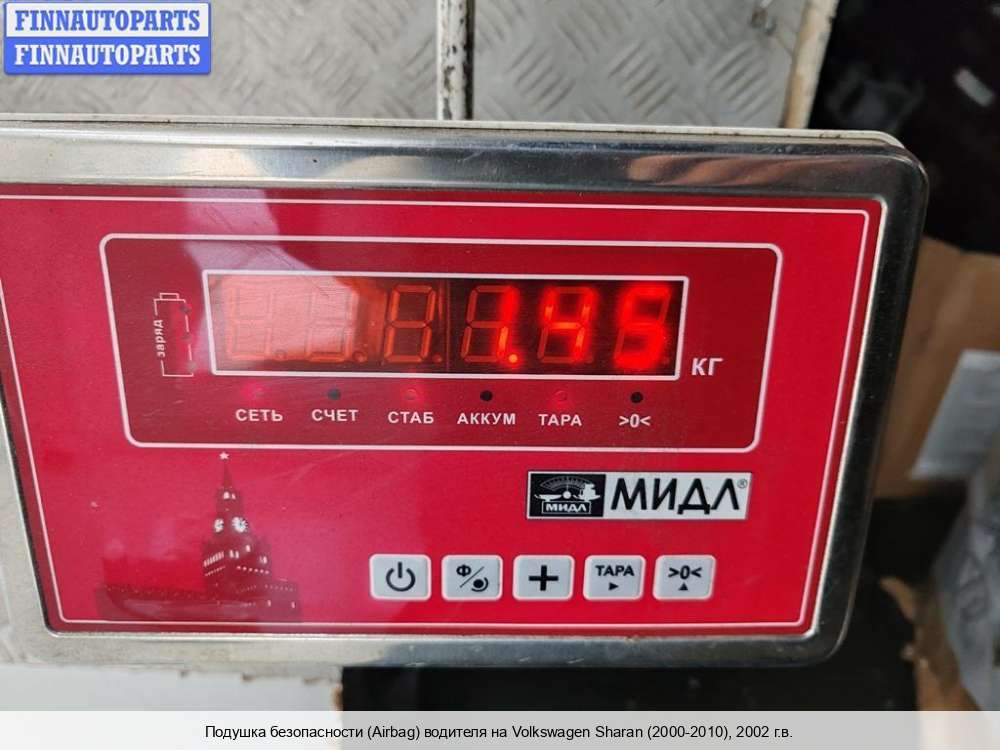 FINNAUTOPARTS
FINNAUTOPARTS
заряд
1.45
КГ
СЕТЬ СЧЕТ СТАБ АККУМ ТАРА >0<
МИДЛ МИДЛ®
Ф ТАРА >0<
Подушка безопасности (Airbag) водителя на Volkswagen Sharan (2000-2010), 2002 г.в.